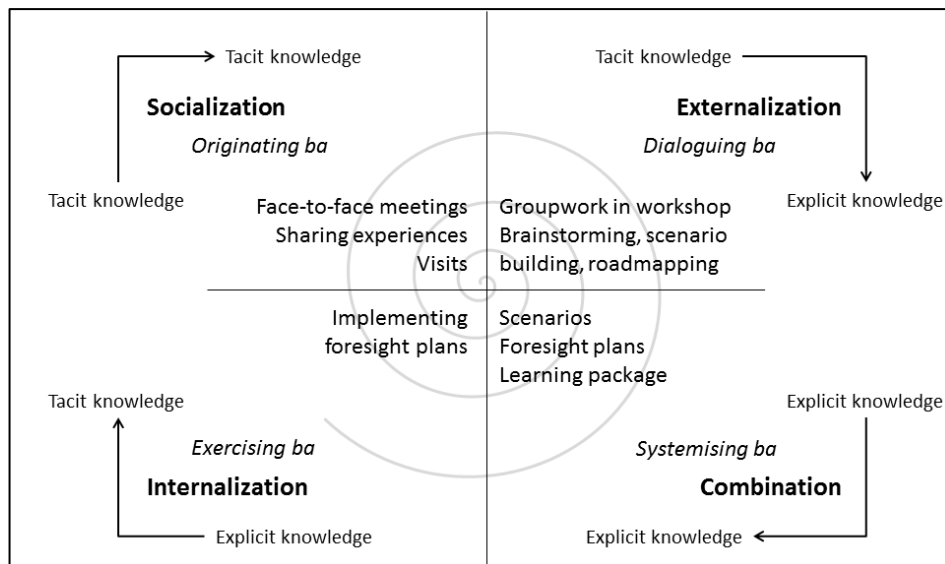 Tacit knowledge
Socialization
Originating ba
Tacit knowledge
Face-to-face meetings
Sharing experiences
Visits
Tacit knowledge
Externalization
Dialoguing ba
Explicit knowledge
Groupwork in workshop
Brainstorming, scenario
building, roadmapping
Implementing
foresight plans
Tacit knowledge
Exercising ba
Internalization
Explicit knowledge
Scenarios
Foresight plans
Learning package
Explicit knowledge
Systemising ba
Combination
Explicit knowledge